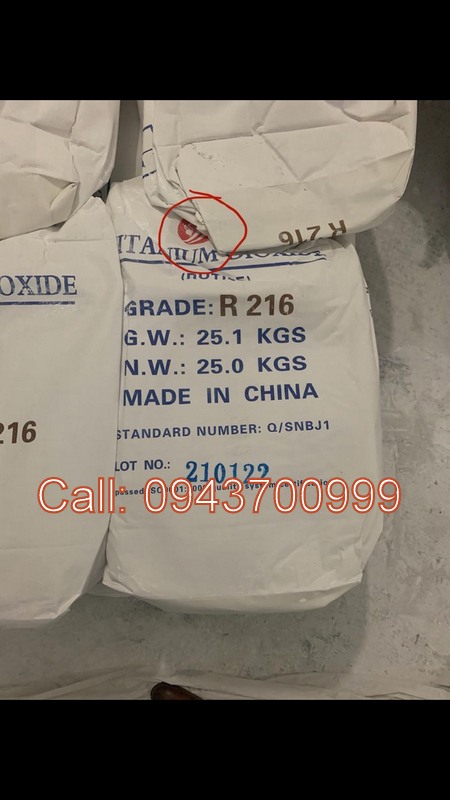 R 216
ITANIUM DIOXIDE
(RUTILE)
OXIDE
GRADE: R 216
G.W.: 25.1 KGS
N.W.: 25.0 KGS
MADE IN CHINA
216
STANDARD NUMBER: Q/SNBJ1
LOT NO.: 210122
Call: 0943700999